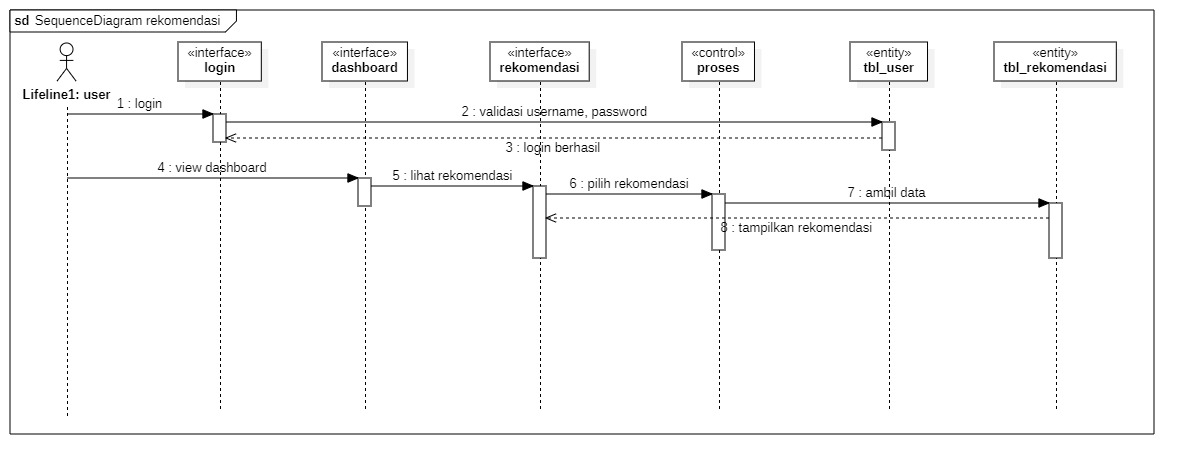 sd SequenceDiagram rekomendasi
Lifeline1: user
«interface»
login
«interface»
dashboard
«interface»
rekomendasi
«control»
proses
«entity»
tbl_user
«entity»
tbl_rekomendasi
1 : login
2 : validasi username, password
3 : login berhasil
4 : view dashboard
5 : lihat rekomendasi
6 : pilih rekomendasi
7 : ambil data
8 : tampilkan rekomendasi